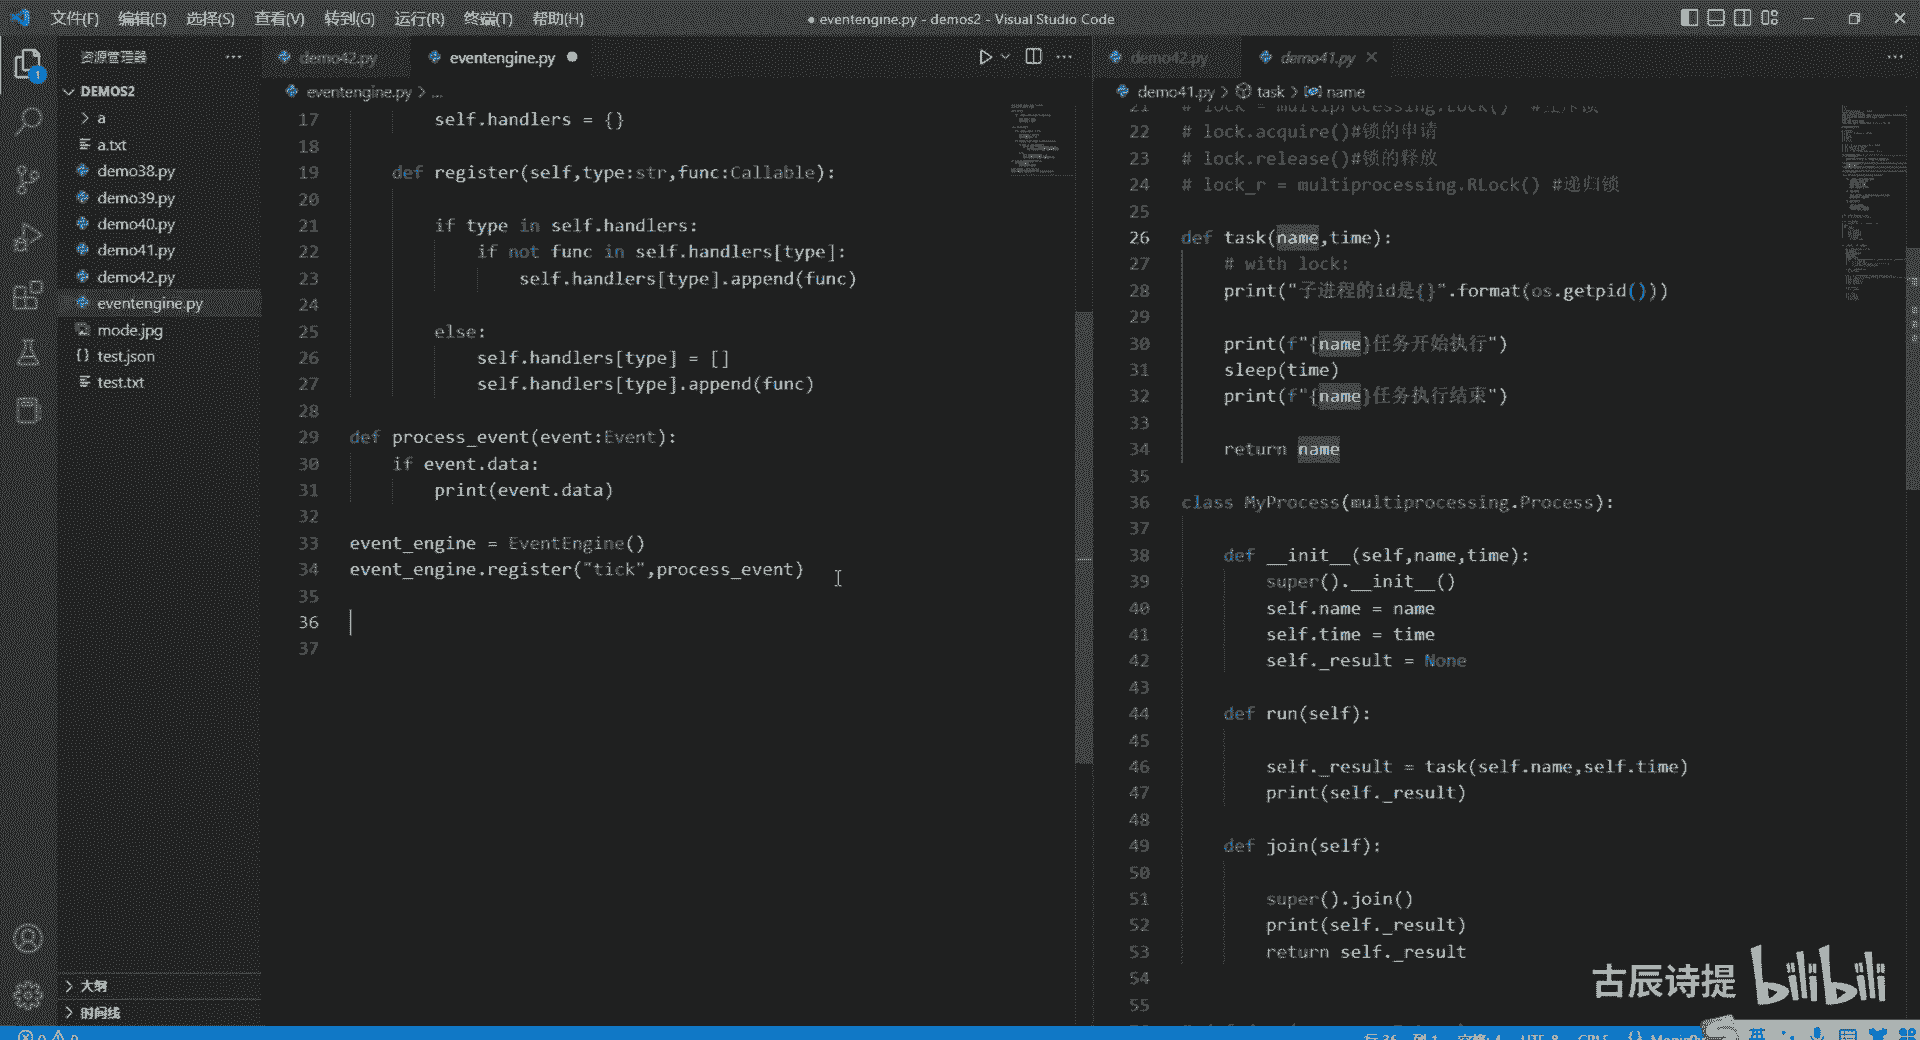 文件(F) 编辑(E) 选择(S) 查看(V) 转到(G) 运行(R) 终端(T) 帮助(H)
● eventengine.py - demos2 - Visual Studio Code
资源管理器
DEMOS2
a
a.txt
demo38.py
demo39.py
demo40.py
demo41.py
demo42.py
eventengine.py
mode.jpg
test.json
test.txt
大纲
时间线
1
demo42.py
eventengine.py
eventengine.py > ...
17 self.handlers = {}
18
19 def register(self,type:str,func:Callable):
20
21 if type in self.handlers:
22 if not func in self.handlers[type]:
23 self.handlers[type].append(func)
24
25 else:
26 self.handlers[type] = []
27 self.handlers[type].append(func)
28
29 def process_event(event:Event):
30 if event.data:
31 print(event.data)
32
33 event_engine = EventEngine()
34 event_engine.register("tick",process_event)
35
36
37
demo42.py
demo41.py
demo41.py > task > name
21 # lock = multiprocessing.Lock()
22 # lock.acquire()#锁的申请
23 # lock.release()#锁的释放
24 # lock_r = multiprocessing.RLock() #递归锁
25
26 def task(name,time):
27 # with lock:
28 print("子进程的id是{}".format(os.getpid()))
29
30 print(f"{name}任务开始执行")
31 sleep(time)
32 print(f"{name}任务执行结束")
33
34 return name
35
36 class MyProcess(multiprocessing.Process):
37
38 def __init__(self,name,time):
39 super().__init__()
40 self.name = name
41 self.time = time
42 self._result = None
43
44 def run(self):
45
46 self._result = task(self.name,self.time)
47 print(self._result)
48
49 def join(self):
50
51 super().join()
52 print(self._result)
53 return self._result
54
55
古辰诗提 bilibili